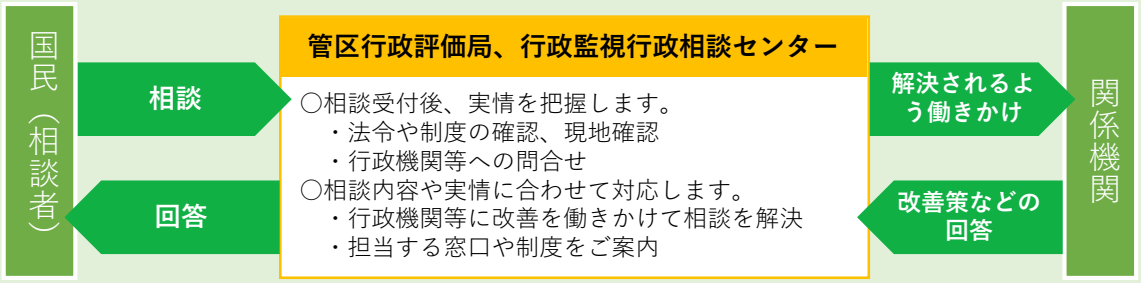 国民（相談者）
相談
回答
管区行政評価局、行政監視行政相談センター
○相談受付後、実情を把握します。
・法令や制度の確認、現地確認
・行政機関等への問合せ
○相談内容や実情に合わせて対応します。
・行政機関等に改善を働きかけて相談を解決
・担当する窓口や制度をご案内
解決されるよ
う働きかけ
改善策などの
回答
関係機関